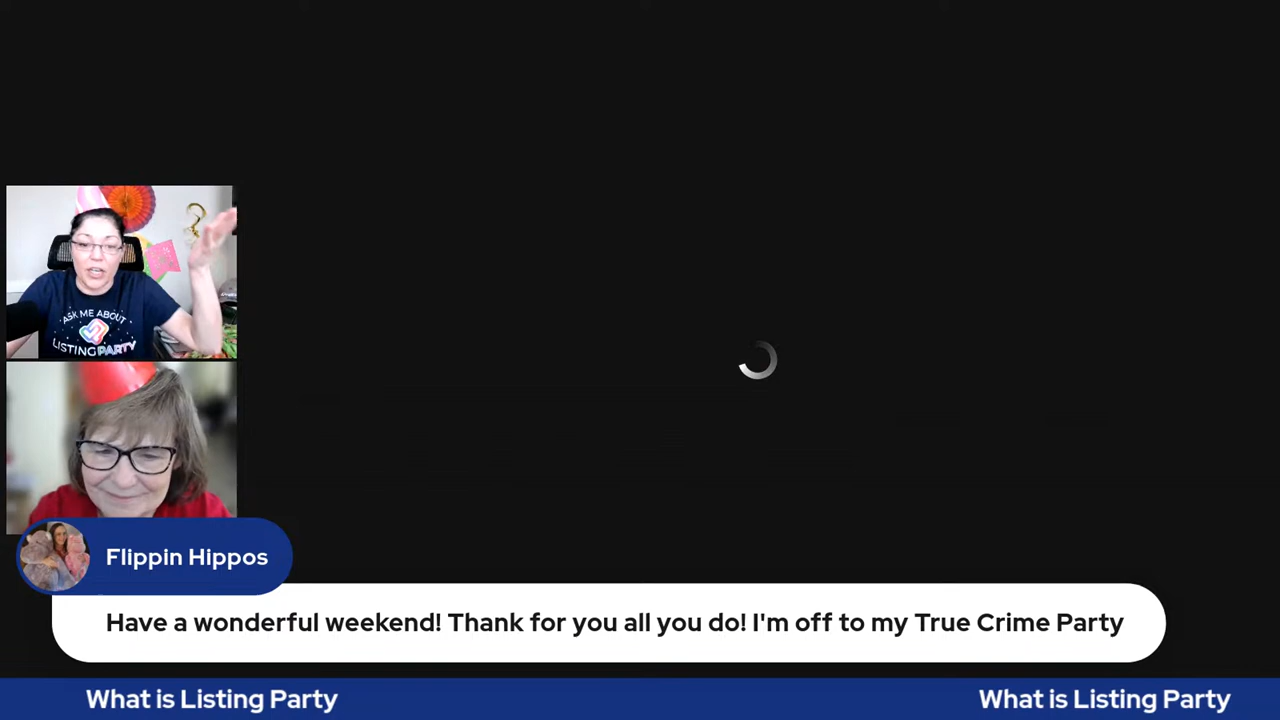 ASK ME ABOUT
LISTING PARTY
Flippin Hippos
Have a wonderful weekend! Thank for you all you do! I'm off to my True Crime Party
What is Listing Party
What is Listing Party